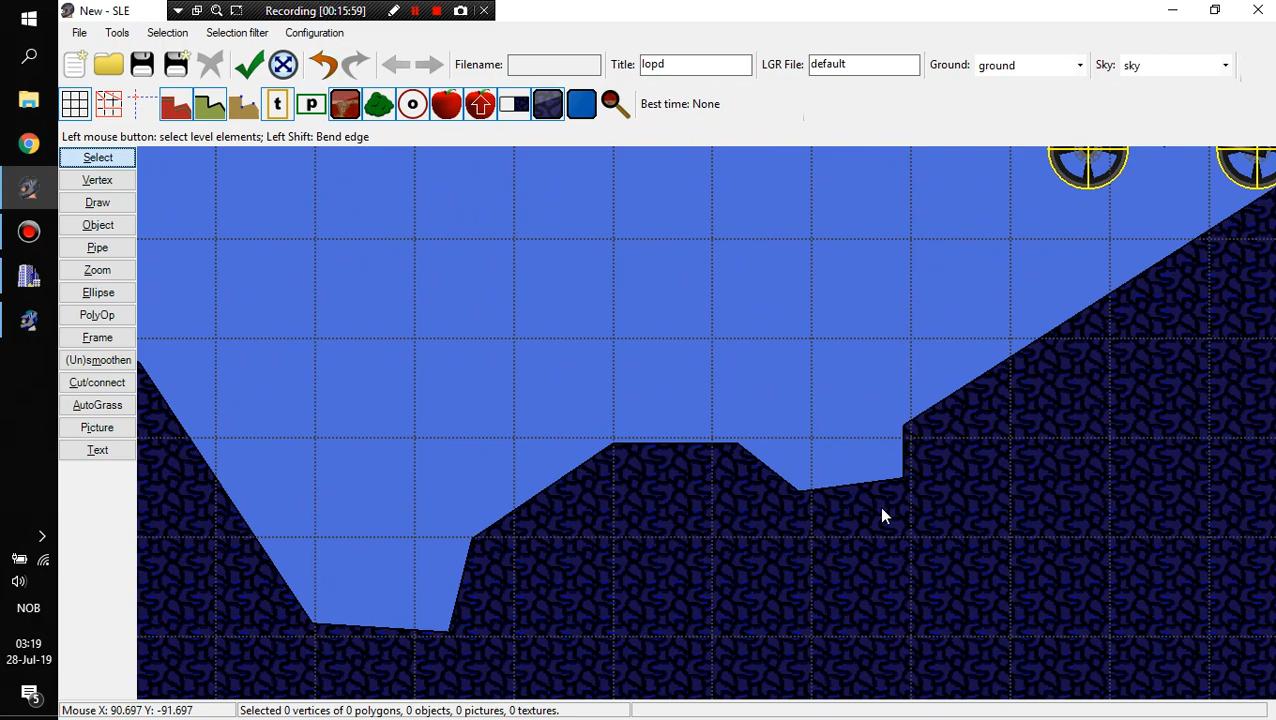 New - SLE
Recording [00:15:59]
File Tools Selection Selection filter Configuration
Filename: Title: lopd LGR File: default Ground: ground Sky: sky
t p o Best time: None
Left mouse button: select level elements; Left Shift: Bend edge
Select
Vertex
Draw
Object
Pipe
Zoom
Ellipse
PolyOp
Frame
(Un)smoothen
Cut/connect
AutoGrass
Picture
Text
NOB
03:19
28-Jul-19
5
Mouse X: 90.697 Y: -91.697 Selected 0 vertices of 0 polygons, 0 objects, 0 pictures, 0 textures.